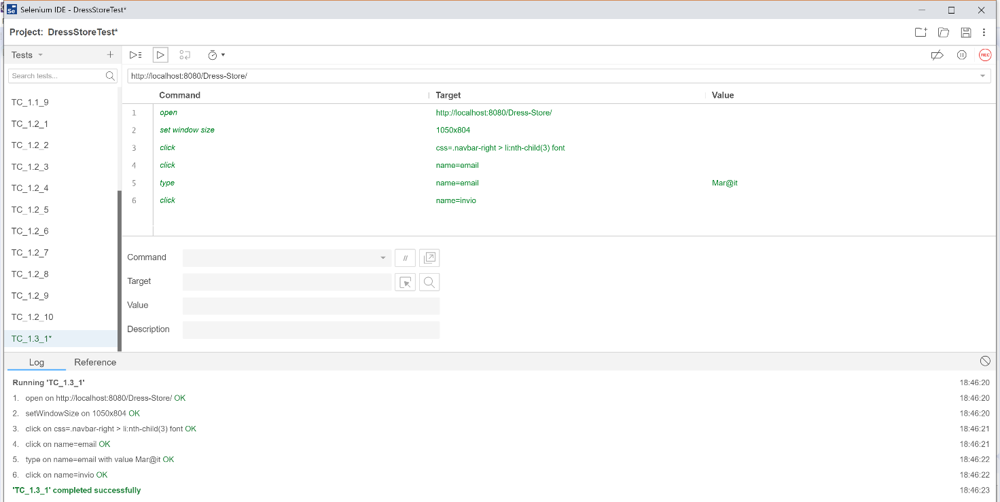 Selenium IDE - DressStoreTest*
Project: DressStoreTest*
Tests
REC
Search tests...
http://localhost:8080/Dress-Store/
Command Target Value
TC_1.1_9
TC_1.2_1
TC_1.2_2
TC_1.2_3
TC_1.2_4
TC_1.2_5
TC_1.2_6
TC_1.2_7
TC_1.2_8
TC_1.2_9
TC_1.2_10
TC_1.3_1*
1 open http://localhost:8080/Dress-Store/
2 set window size 1050x804
3 click css=.navbar-right > li:nth-child(3) font
4 click name=email
5 type name=email Mar@it
6 click name=invio
Command //
Target
Value
Description
Log Reference
Running 'TC_1.3_1' 18:46:20
1. open on http://localhost:8080/Dress-Store/ OK 18:46:20
2. setWindowSize on 1050x804 OK 18:46:20
3. click on css=.navbar-right > li:nth-child(3) font OK 18:46:21
4. click on name=email OK 18:46:21
5. type on name=email with value Mar@it OK 18:46:22
6. click on name=invio OK 18:46:22
'TC_1.3_1' completed successfully 18:46:23